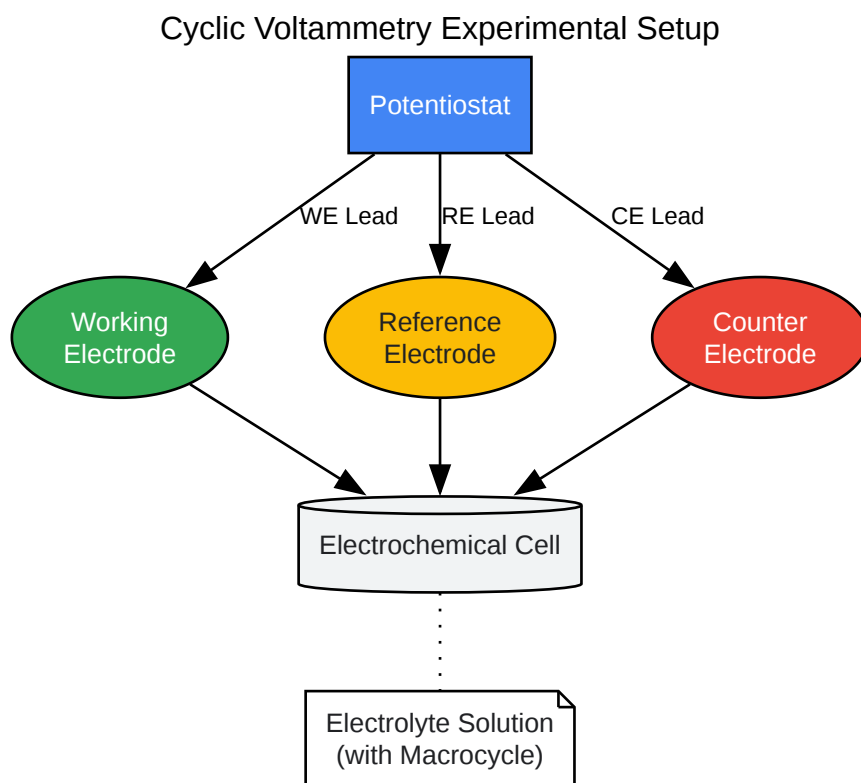 Cyclic Voltammetry Experimental Setup
Potentiostat
WE Lead
RE Lead
CE Lead
Working
Electrode
Reference
Electrode
Counter
Electrode
Electrochemical Cell
Electrolyte Solution
(with Macrocycle)